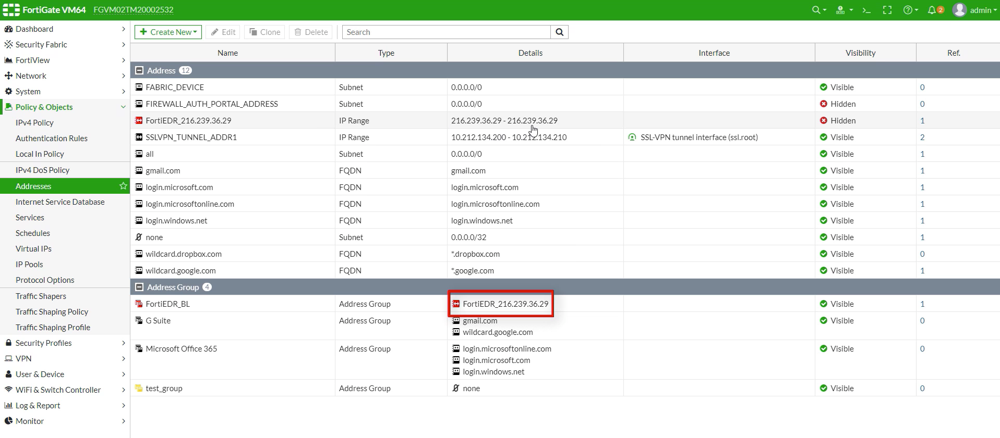 FortiGate VM64 FGVM02TM20002532 2 admin
Dashboard
Security Fabric
FortiView
Network
System
Policy & Objects
IPv4 Policy
Authentication Rules
Local In Policy
IPv4 DoS Policy
Addresses
Internet Service Database
Services
Schedules
Virtual IPs
IP Pools
Protocol Options
Traffic Shapers
Traffic Shaping Policy
Traffic Shaping Profile
Security Profiles
VPN
User & Device
WiFi & Switch Controller
Log & Report
Monitor
+ Create New Edit Clone Delete Search
Name Type Details Interface Visibility Ref.
Address 12
FABRIC_DEVICE Subnet 0.0.0.0/0 Visible 0
FIREWALL_AUTH_PORTAL_ADDRESS Subnet 0.0.0.0/0 Hidden 0
FortiEDR_216.239.36.29 IP Range 216.239.36.29 - 216.239.36.29 Hidden 1
SSLVPN_TUNNEL_ADDR1 IP Range 10.212.134.200 - 10.212.134.210 SSL-VPN tunnel interface (ssl.root) Visible 2
all Subnet 0.0.0.0/0 Visible 1
gmail.com FQDN gmail.com Visible 1
login.microsoft.com FQDN login.microsoft.com Visible 1
login.microsoftonline.com FQDN login.microsoftonline.com Visible 1
login.windows.net FQDN login.windows.net Visible 1
none Subnet 0.0.0.0/32 Visible 1
wildcard.dropbox.com FQDN *.dropbox.com Visible 0
wildcard.google.com FQDN *.google.com Visible 1
Address Group 4
FortiEDR_BL Address Group FortiEDR_216.239.36.29 Visible 1
G Suite Address Group gmail.com Visible 0
wildcard.google.com
Microsoft Office 365 Address Group login.microsoftonline.com Visible 0
login.microsoft.com
login.windows.net
test_group Address Group none Visible 0